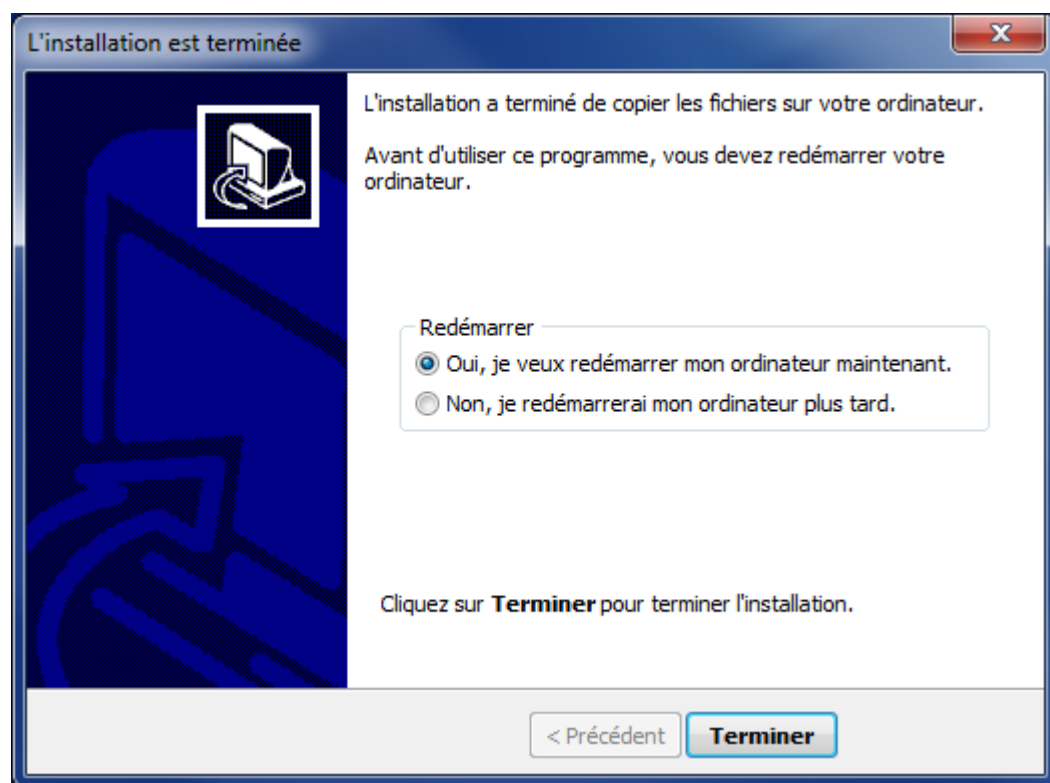 L'installation est terminée
L'installation a terminé de copier les fichiers sur votre ordinateur.
Avant d'utiliser ce programme, vous devez redémarrer votre
ordinateur.
Redémarrer
Oui, je veux redémarrer mon ordinateur maintenant.
Non, je redémarrerai mon ordinateur plus tard.
Cliquez sur Terminer pour terminer l'installation.
< Précédent Terminer